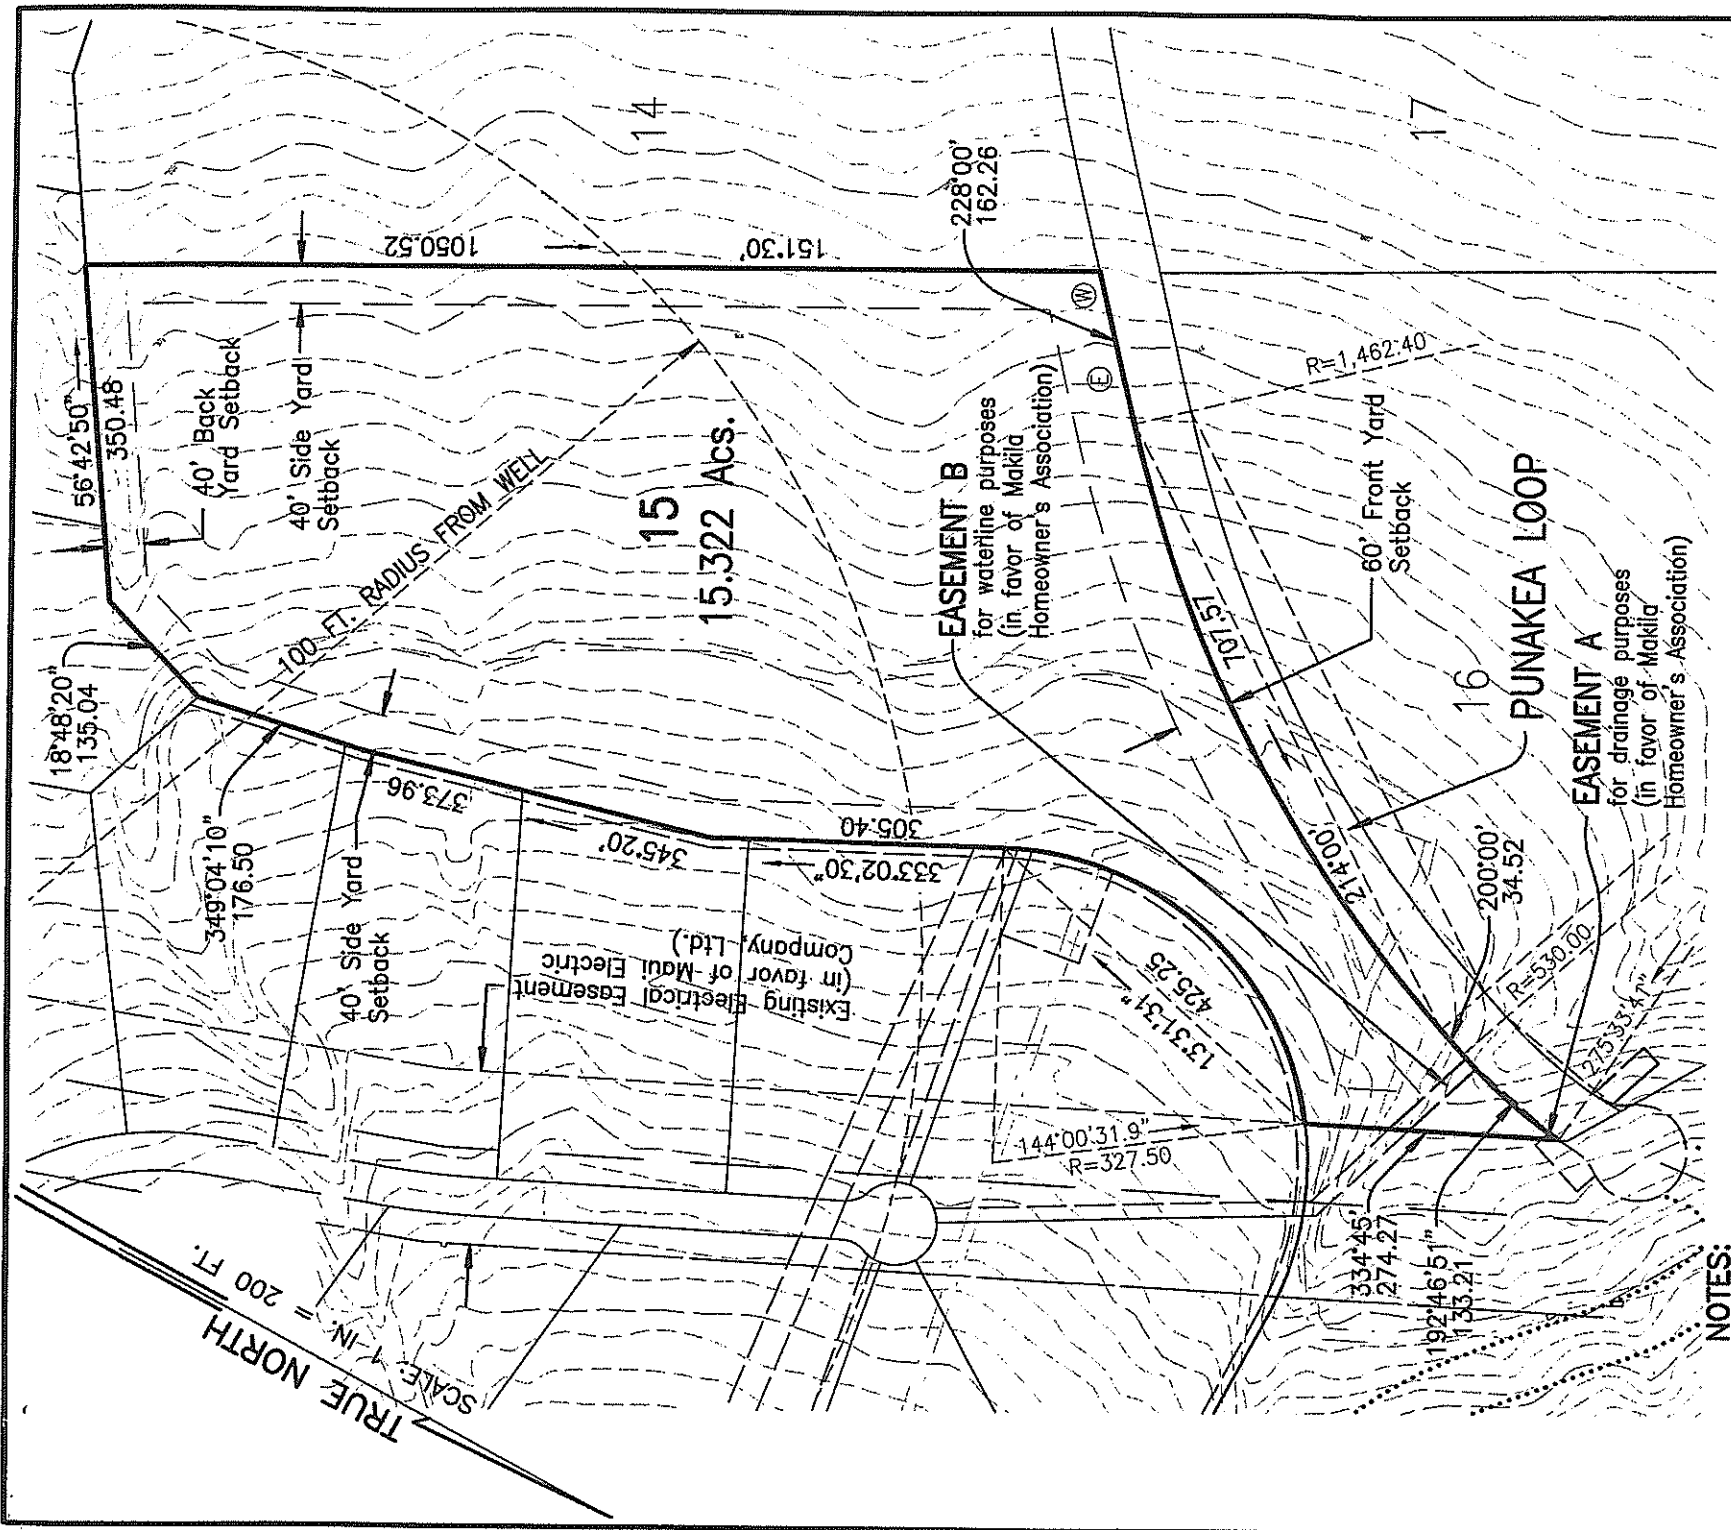 14
17
228°00'
162.26
1050.52
151°30'
56°42'50"
350.48
40' Back
Yard Setback
40' Side Yard
Setback
100 FT. RADIUS FROM WELL
15
15.322 Acs.
W
E
R=1,462.40
EASEMENT B
for waterline purposes
(in favor of Makila
Homeowner's Association)
60' Front Yard
Setback
707.57
214°00'
16
PUNAKEA LOOP
EASEMENT A
for drainage purposes
(in favor of Makila
Homeowner's Association)
200°00'
34.52
R=530.00
275°33'47"
18°48'20"
135.04
349°04'10"
176.50
373.96
345°20'
305.40
333°02'30"
40' Side Yard
Setback
Existing Electrical Easement
(in favor of Maui Electric
Company, Ltd.)
13°31'31"
425.25
144°00'31.9"
R=327.50
334°45'
274.27
192°46'51"
133.21
TRUE NORTH
SCALE: 1 IN. = 200 FT.
NOTES: